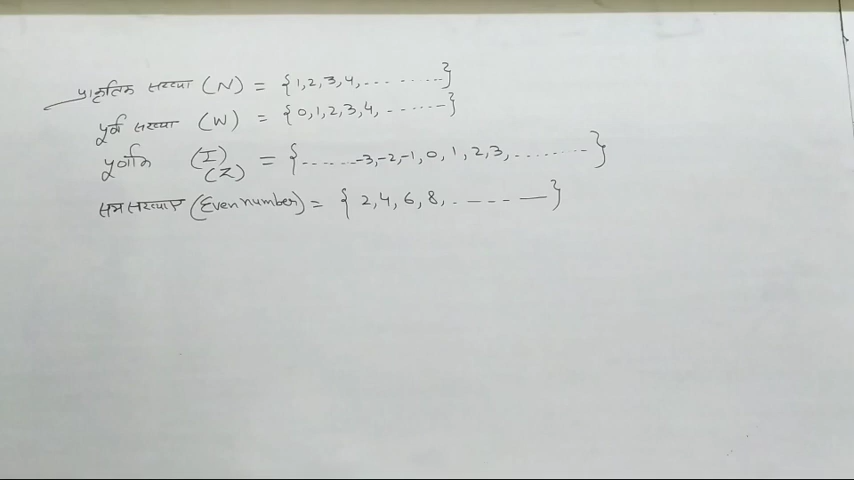 प्राकृतिक संख्या (N) = {1,2,3,4,.........}
पूर्ण संख्या (W) = {0,1,2,3,4,.......}
पूर्णांक (I) = {.......-3,-2,-1,0,1,2,3,.........}
(Z)
सम संख्याएं (Even number) = {2,4,6,8,.----}